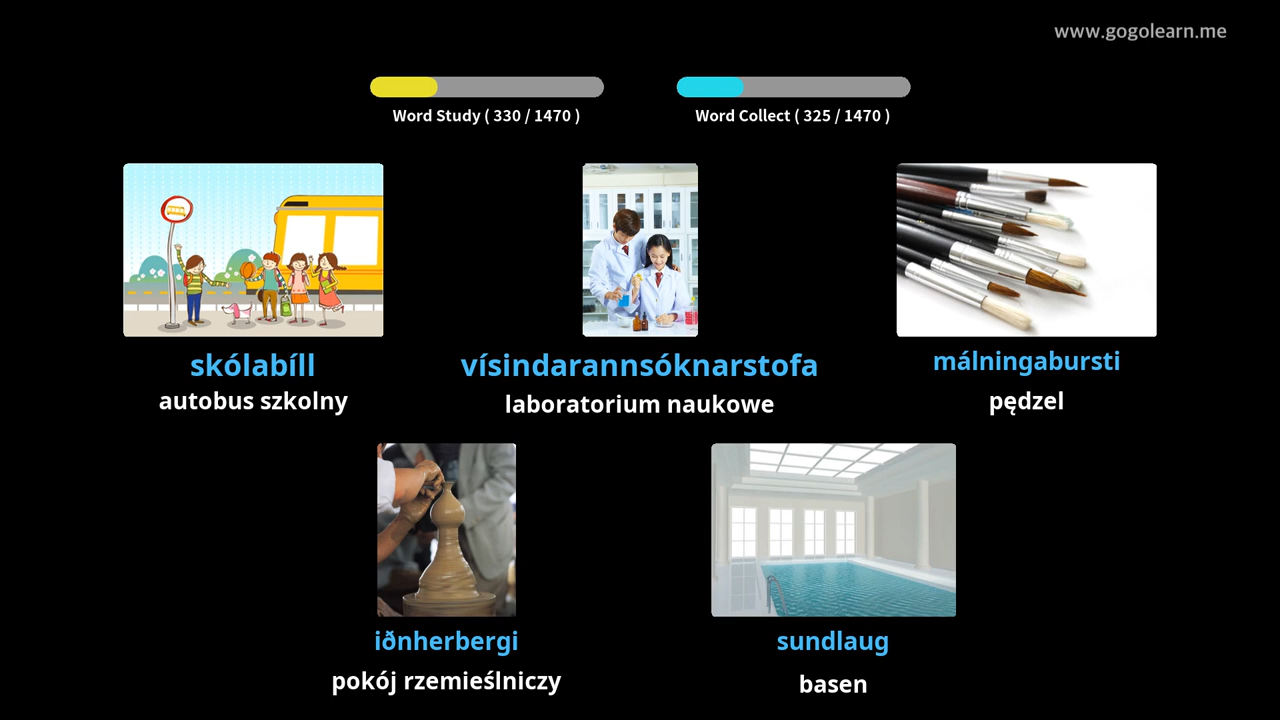 www.gogolearn.me
Word Study ( 330 / 1470 )
Word Collect ( 325 / 1470 )
skólabíll
autobus szkolny
vísindarannsóknarstofa
laboratorium naukowe
málningabursti
pędzel
iðnherbergi
pokój rzemieślniczy
sundlaug
basen